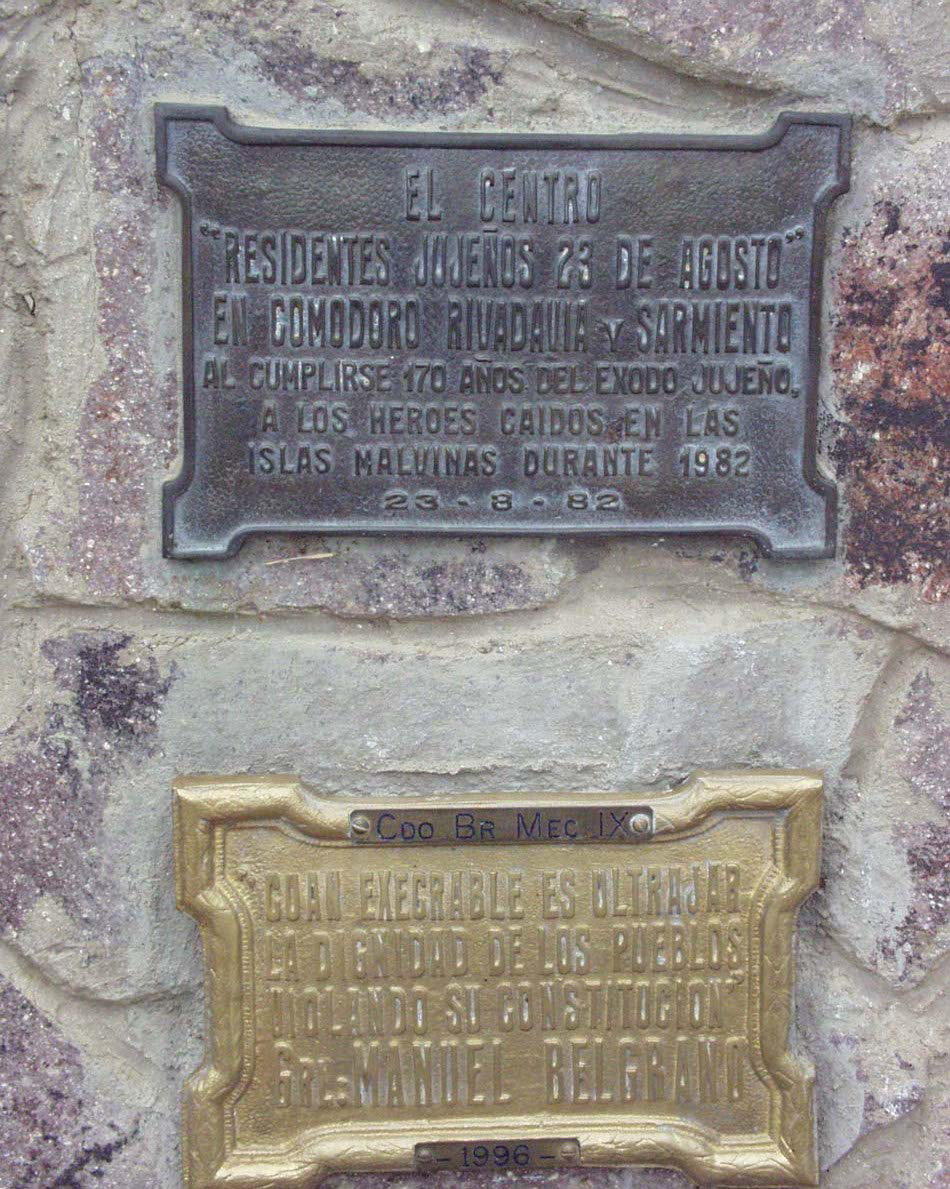 EL CENTRO
"RESIDENTES JUJEÑOS 23 DE AGOSTO"
EN COMODORO RIVADAVIA Y SARMIENTO
AL CUMPLIRSE 170 AÑOS DEL EXODO JUJEÑO,
A LOS HEROES CAIDOS EN LAS
ISLAS MALVINAS DURANTE 1982
23-8-82
CDO BR MEC IX
"CUAN EXECRABLE ES ULTRAJAR
LA DIGNIDAD DE LOS PUEBLOS,
VIOLANDO SU CONSTITUCION"
GRL. MANUEL BELGRANO
- 1996 -